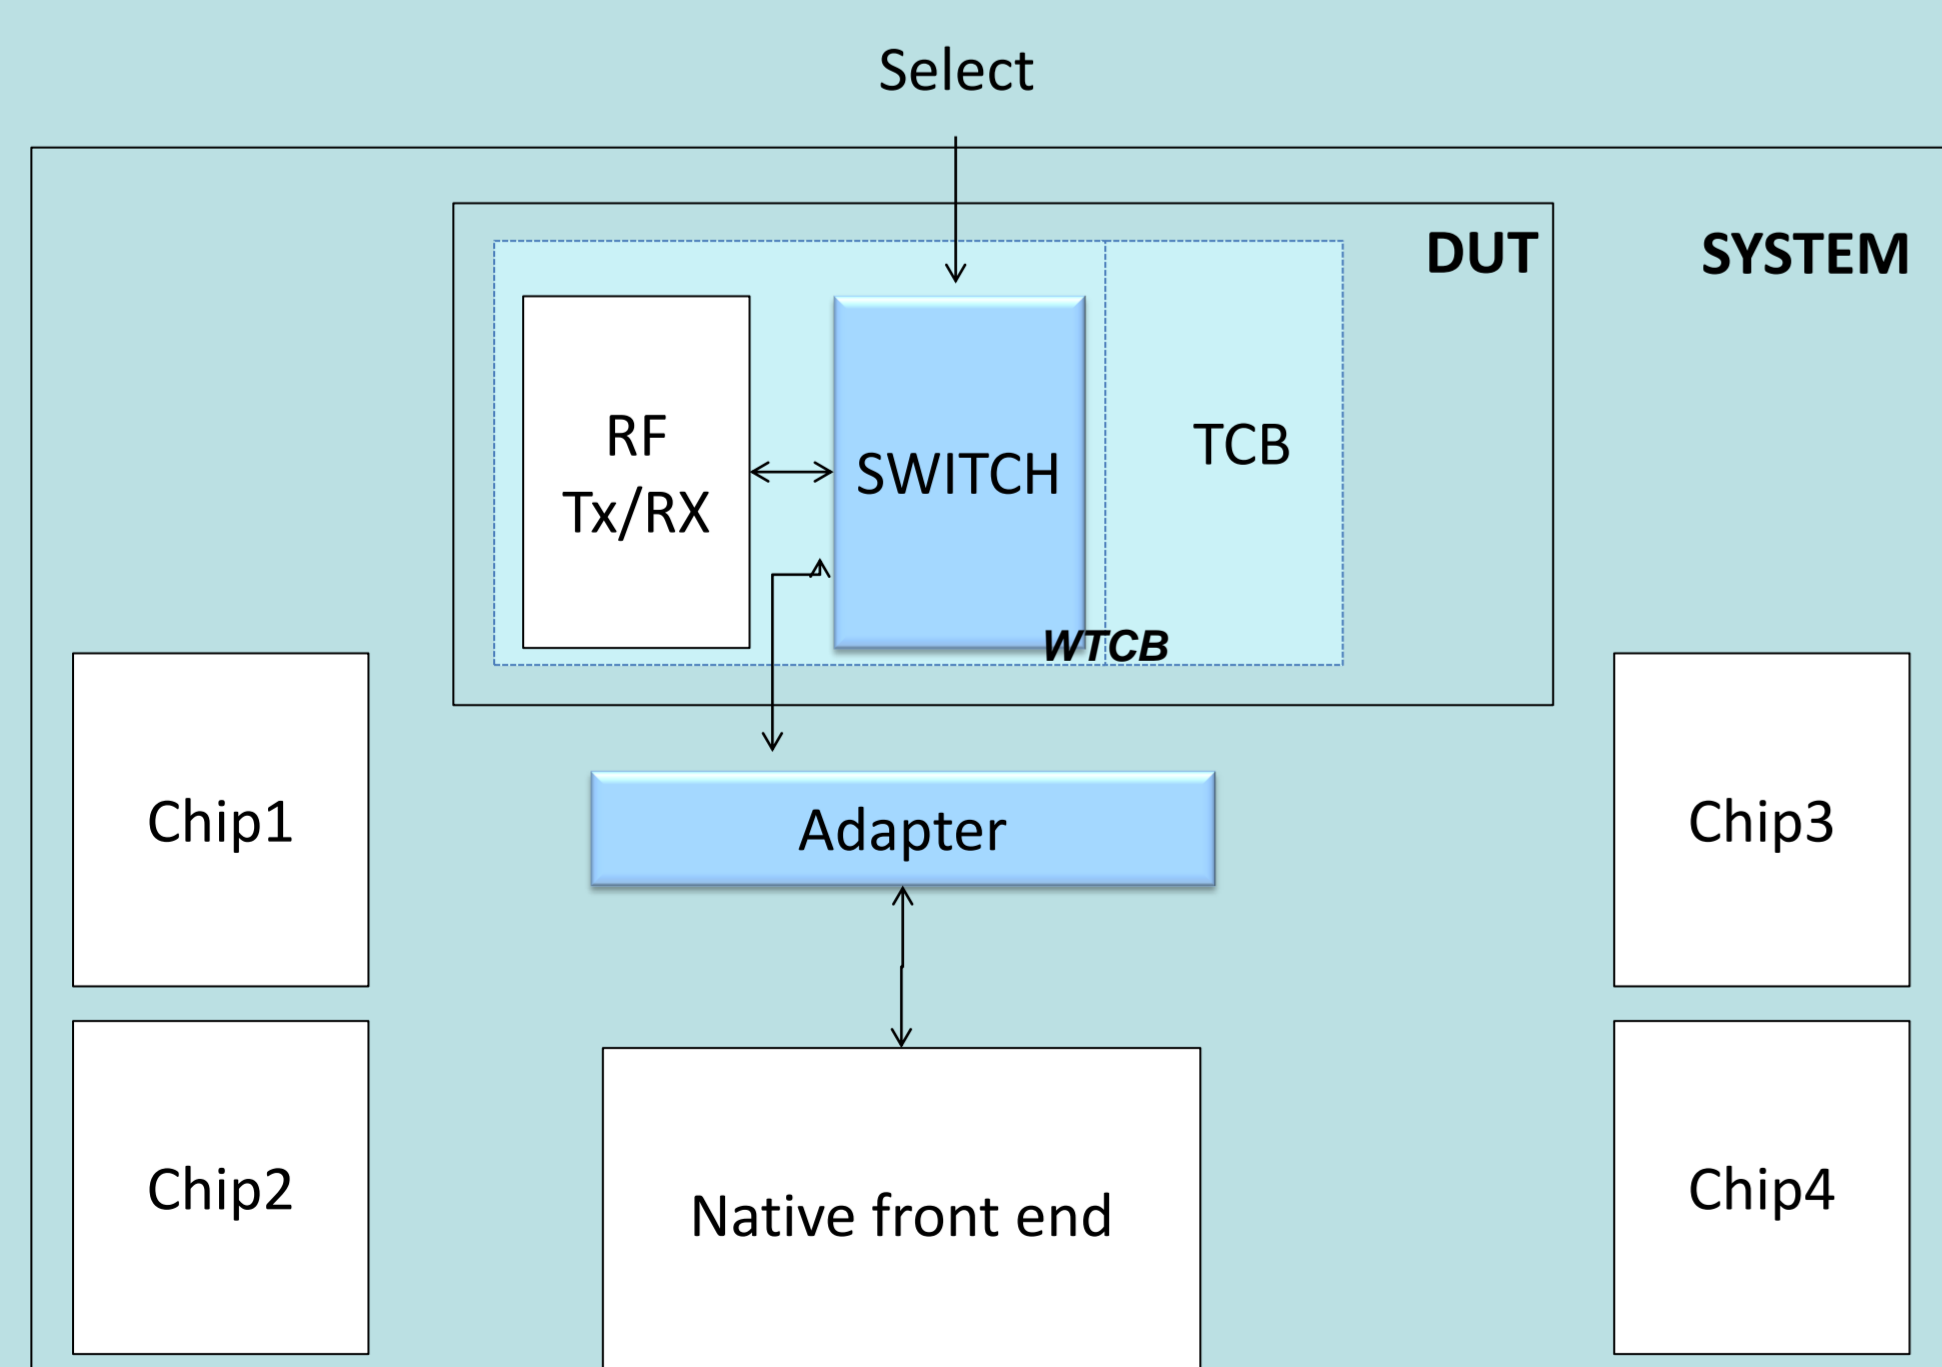 Select
DUT
SYSTEM
RF
Tx/RX
SWITCH
TCB
WTCB
Chip1
Adapter
Chip3
Chip2
Native front end
Chip4